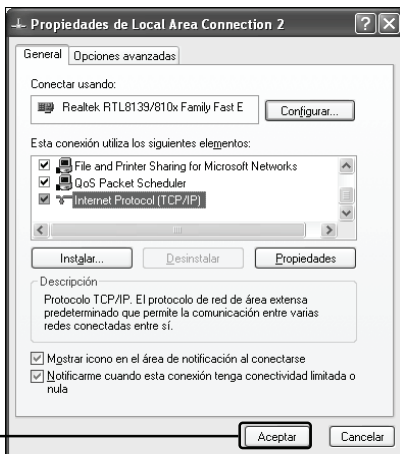 Propiedades de Local Area Connection 2
General
Opciones avanzadas
Conectar usando:
Realtek RTL8139/810x Family Fast E
Configurar...
Esta conexión utiliza los siguientes elementos:
File and Printer Sharing for Microsoft Networks
QoS Packet Scheduler
Internet Protocol (TCP/IP)
Instalar...
Desinstalar
Propiedades
Descripción
Protocolo TCP/IP. El protocolo de red de área extensa
predeterminado que permite la comunicación entre varias
redes conectadas entre sí.
Mostrar icono en el área de notificación al conectarse
Notificarme cuando esta conexión tenga conectividad limitada o
nula
Aceptar
Cancelar